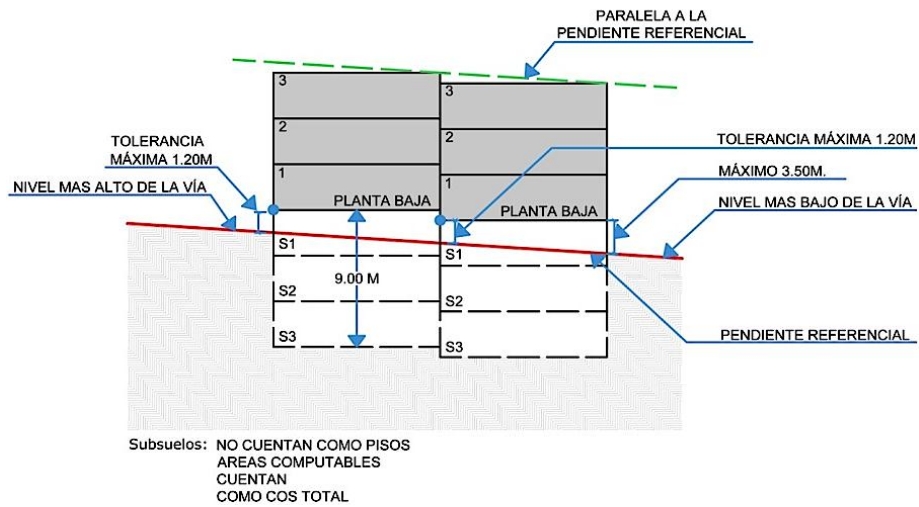 PARALELA A LA
PENDIENTE REFERENCIAL
3
3
2
2
TOLERANCIA
MÁXIMA 1.20M
TOLERANCIA MÁXIMA 1.20M
1
1
MÁXIMO 3.50M.
NIVEL MAS ALTO DE LA VÍA
PLANTA BAJA
PLANTA BAJA
NIVEL MAS BAJO DE LA VÍA
S1
S1
9.00 M
S2
S2
S3
S3
PENDIENTE REFERENCIAL
Subsuelos: NO CUENTAN COMO PISOS
AREAS COMPUTABLES
CUENTAN
COMO COS TOTAL